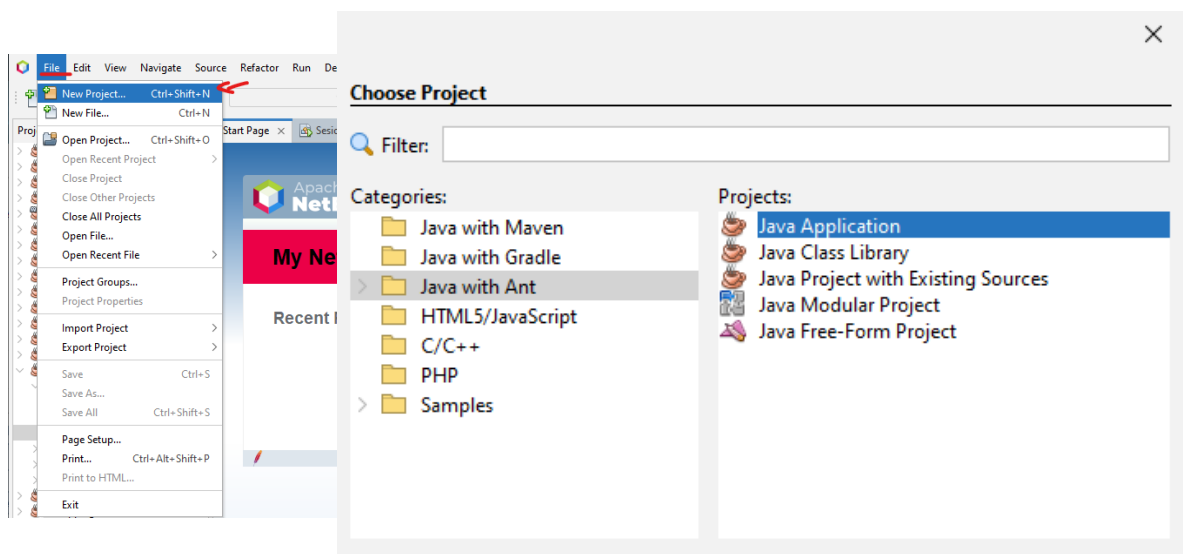 File Edit View Navigate Source Refactor Run De
New Project... Ctrl+Shift+N
New File... Ctrl+N
Proj
Open Project... Ctrl+Shift+O
Open Recent Project
Close Project
Close Other Projects
Close All Projects
Open File...
Open Recent File
Project Groups...
Project Properties
Import Project
Export Project
Save Ctrl+S
Save As...
Save All Ctrl+Shift+S
Page Setup...
Print... Ctrl+Alt+Shift+P
Print to HTML...
Exit
Start Page Sesic
Apach
NetB
My Ne
Recent
Choose Project
Filter:
Categories:
Java with Maven
Java with Gradle
Java with Ant
HTML5/JavaScript
C/C++
PHP
Samples
Projects:
Java Application
Java Class Library
Java Project with Existing Sources
Java Modular Project
Java Free-Form Project